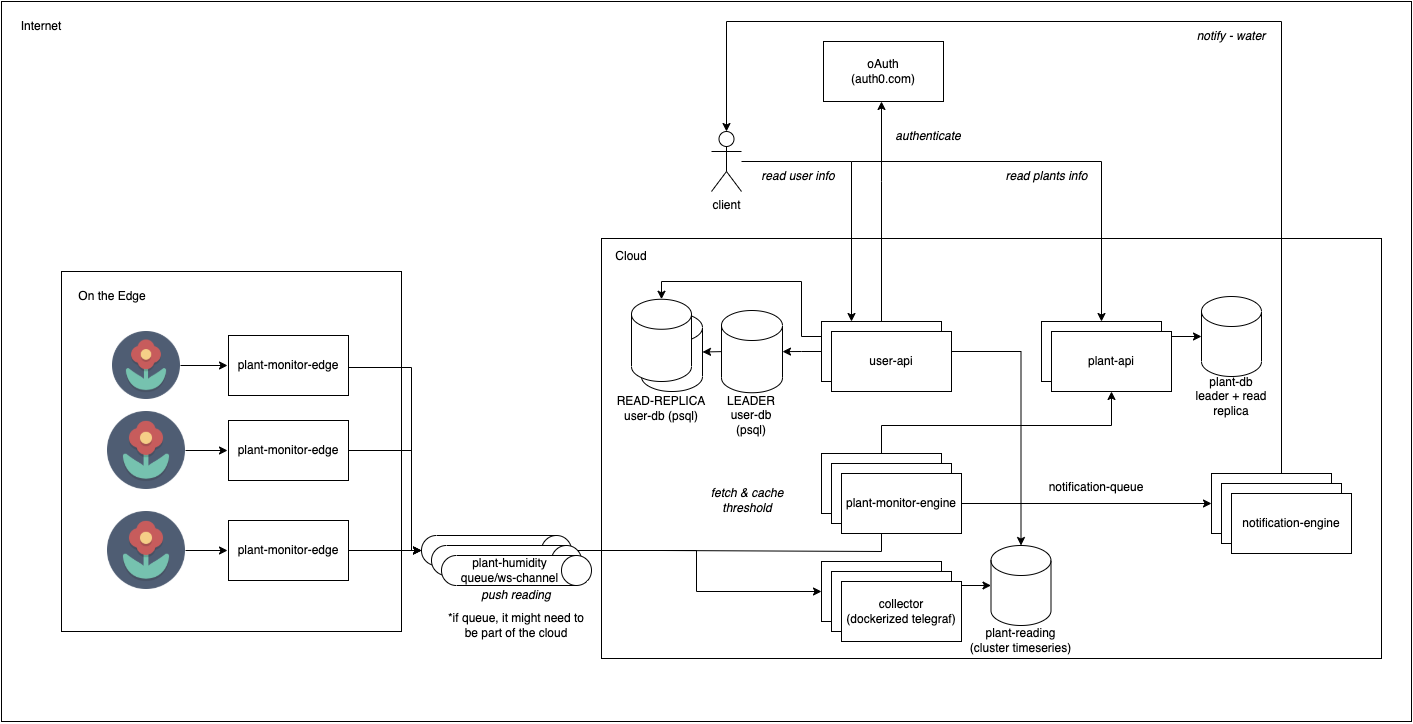 Internet
notify - water
oAuth
(auth0.com)
authenticate
read user info
read plants info
client
Cloud
On the Edge
plant-monitor-edge
plant-monitor-edge
plant-monitor-edge
user-api
plant-api
READ-REPLICA
user-db (psql)
LEADER
user-db
(psql)
plant-db
leader + read
replica
fetch & cache
threshold
plant-monitor-engine
notification-queue
notification-engine
plant-humidity
queue/ws-channel
push reading
*if queue, it might need to
be part of the cloud
collector
(dockerized telegraf)
plant-reading
(cluster timeseries)